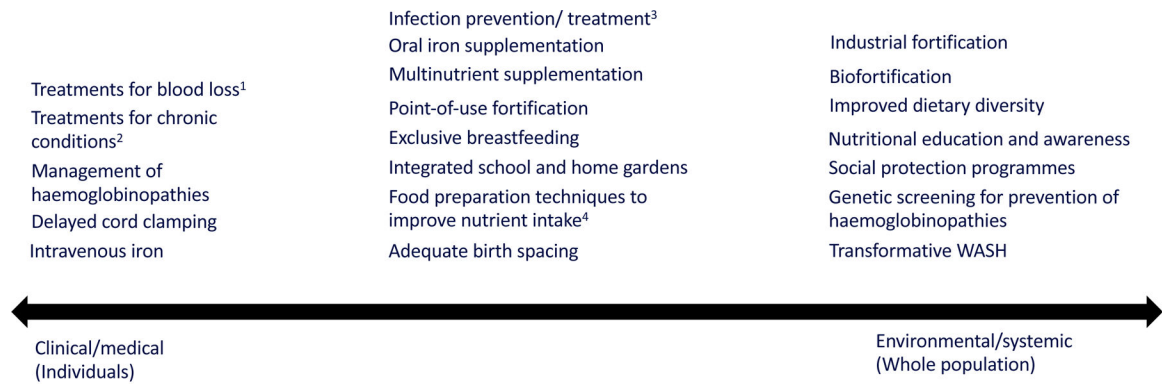 Treatments for blood loss¹
Treatments for chronic
conditions²
Management of
haemoglobinopathies
Delayed cord clamping
Intravenous iron
Infection prevention/ treatment³
Oral iron supplementation
Multinutrient supplementation
Point-of-use fortification
Exclusive breastfeeding
Integrated school and home gardens
Food preparation techniques to
improve nutrient intake⁴
Adequate birth spacing
Industrial fortification
Biofortification
Improved dietary diversity
Nutritional education and awareness
Social protection programmes
Genetic screening for prevention of
haemoglobinopathies
Transformative WASH
Clinical/medical
(Individuals)
Environmental/systemic
(Whole population)